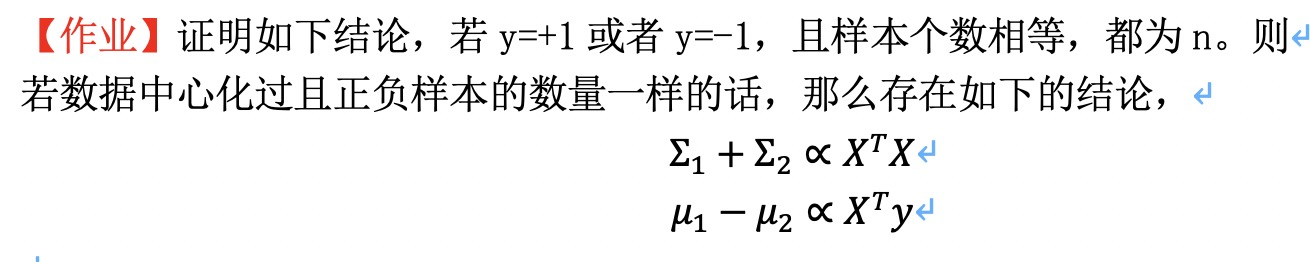 【作业】证明如下结论，若 y=+1 或者 y=-1，且样本个数相等，都为 n。则↵
若数据中心化过且正负样本的数量一样的话，那么存在如下的结论，↵
Σ₁ + Σ₂ ∝ XᵀX↵
μ₁ − μ₂ ∝ Xᵀy↵